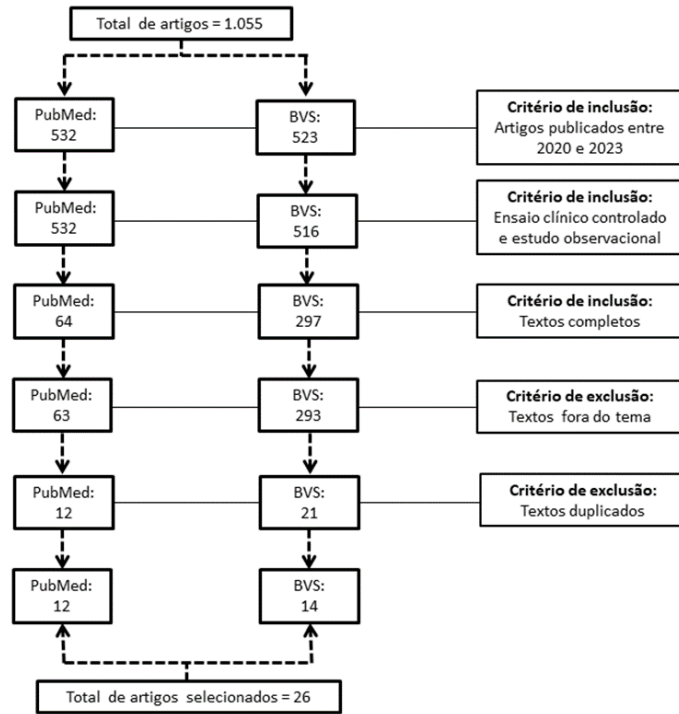 Total de artigos = 1.055
PubMed:
532
BVS:
523
Critério de inclusão:
Artigos publicados entre
2020 e 2023
PubMed:
532
BVS:
516
Critério de inclusão:
Ensaio clínico controlado
e estudo observacional
PubMed:
64
BVS:
297
Critério de inclusão:
Textos completos
PubMed:
63
BVS:
293
Critério de exclusão:
Textos fora do tema
PubMed:
12
BVS:
21
Critério de exclusão:
Textos duplicados
PubMed:
12
BVS:
14
Total de artigos selecionados = 26